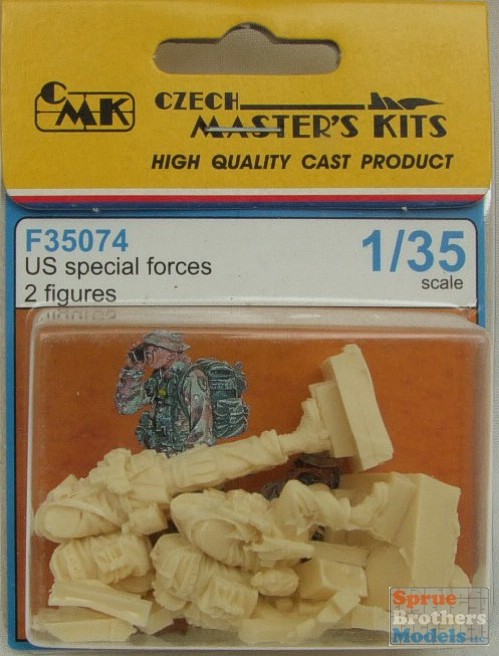 CMK
CZECH
MASTER'S KITS
HIGH QUALITY CAST PRODUCT
F35074
US special forces
2 figures
1/35
scale
Sprue
Brothers
Models